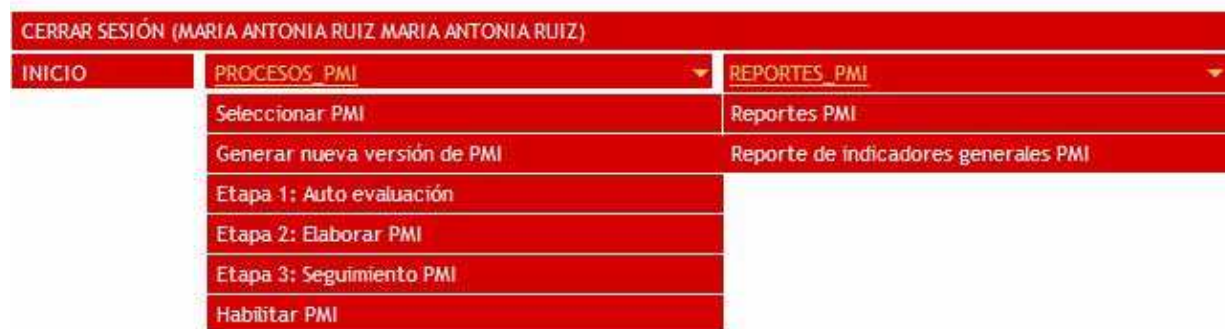 CERRAR SESIÓN (MARIA ANTONIA RUIZ MARIA ANTONIA RUIZ)
INICIO PROCESOS_PMI REPORTES_PMI
Seleccionar PMI Reportes PMI
Generar nueva versión de PMI Reporte de indicadores generales PMI
Etapa 1: Auto evaluación
Etapa 2: Elaborar PMI
Etapa 3: Seguimiento PMI
Habilitar PMI